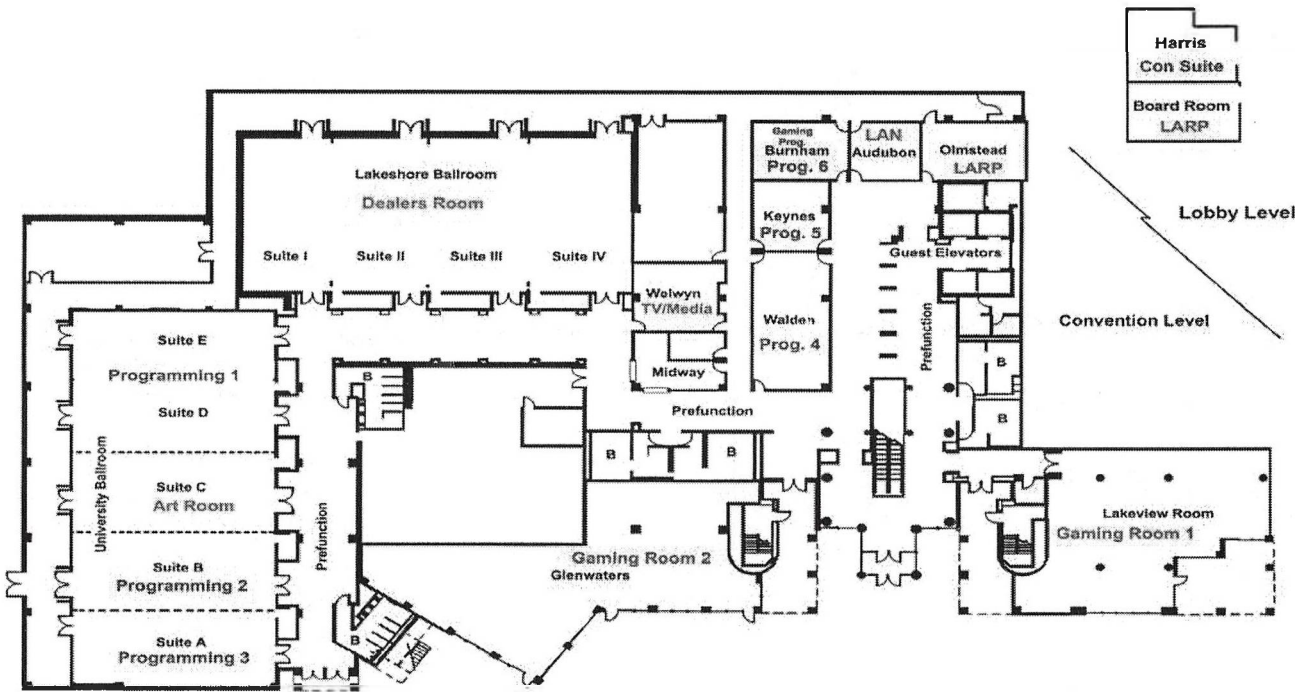 Harris
Con Suite
Board Room
LARP
Lobby Level
Convention Level
Lakeshore Ballroom
Dealers Room
Suite I
Suite II
Suite III
Suite IV
Gaming
Prog.
Burnham
Prog. 6
LAN
Audubon
Olmstead
LARP
Keynes
Prog. 5
Guest Elevators
Welwyn
TV/Media
Walden
Prog. 4
Midway
Prefunction
Prefunction
B
B
B
B
B
University Ballroom
Suite E
Programming 1
Suite D
Suite C
Art Room
Suite B
Programming 2
Suite A
Programming 3
Prefunction
B
Gaming Room 2
Glenwaters
Lakeview Room
Gaming Room 1